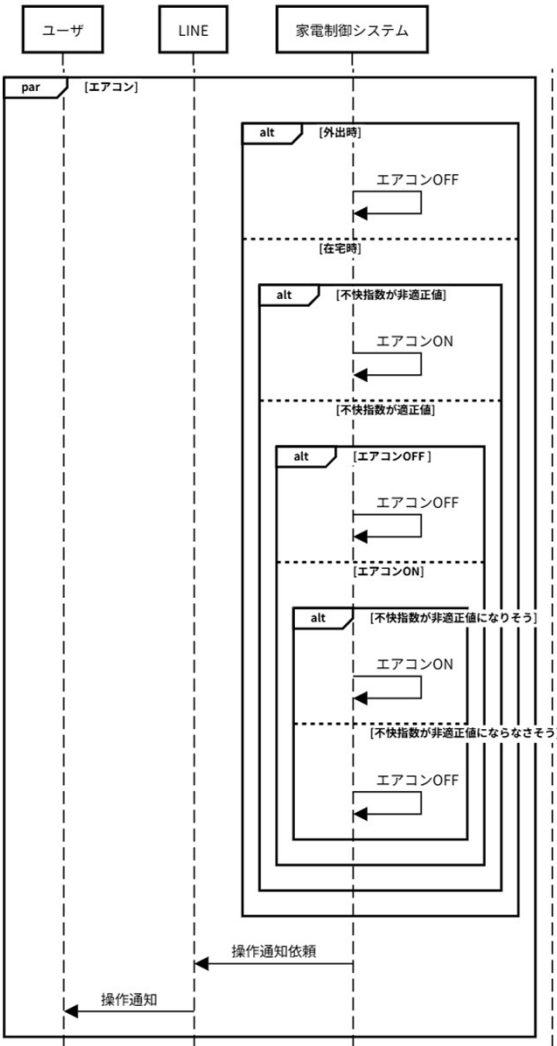 ユーザ
LINE
家電制御システム
par
[エアコン]
alt
[外出時]
エアコンOFF
[在宅時]
alt
[不快指数が非適正値]
エアコンON
[不快指数が適正値]
alt
[エアコンOFF ]
エアコンOFF
[エアコンON]
alt
[不快指数が非適正値になりそう]
エアコンON
[不快指数が非適正値にならなさそう]
エアコンOFF
操作通知依頼
操作通知